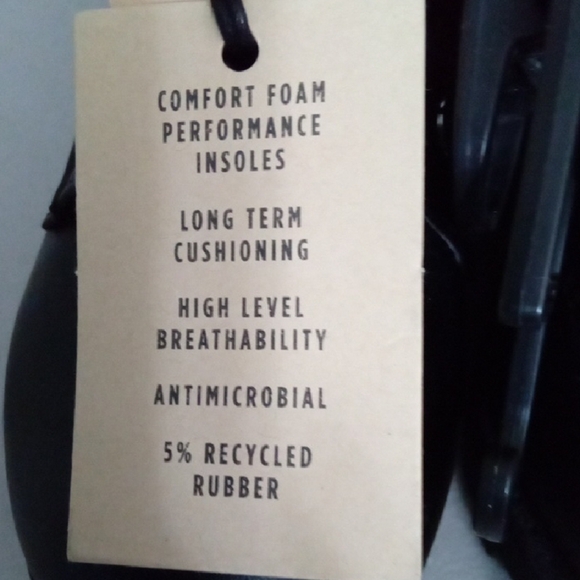 COMFORT FOAM
PERFORMANCE
INSOLES
LONG TERM
CUSHIONING
HIGH LEVEL
BREATHABILITY
ANTIMICROBIAL
5% RECYCLED
RUBBER